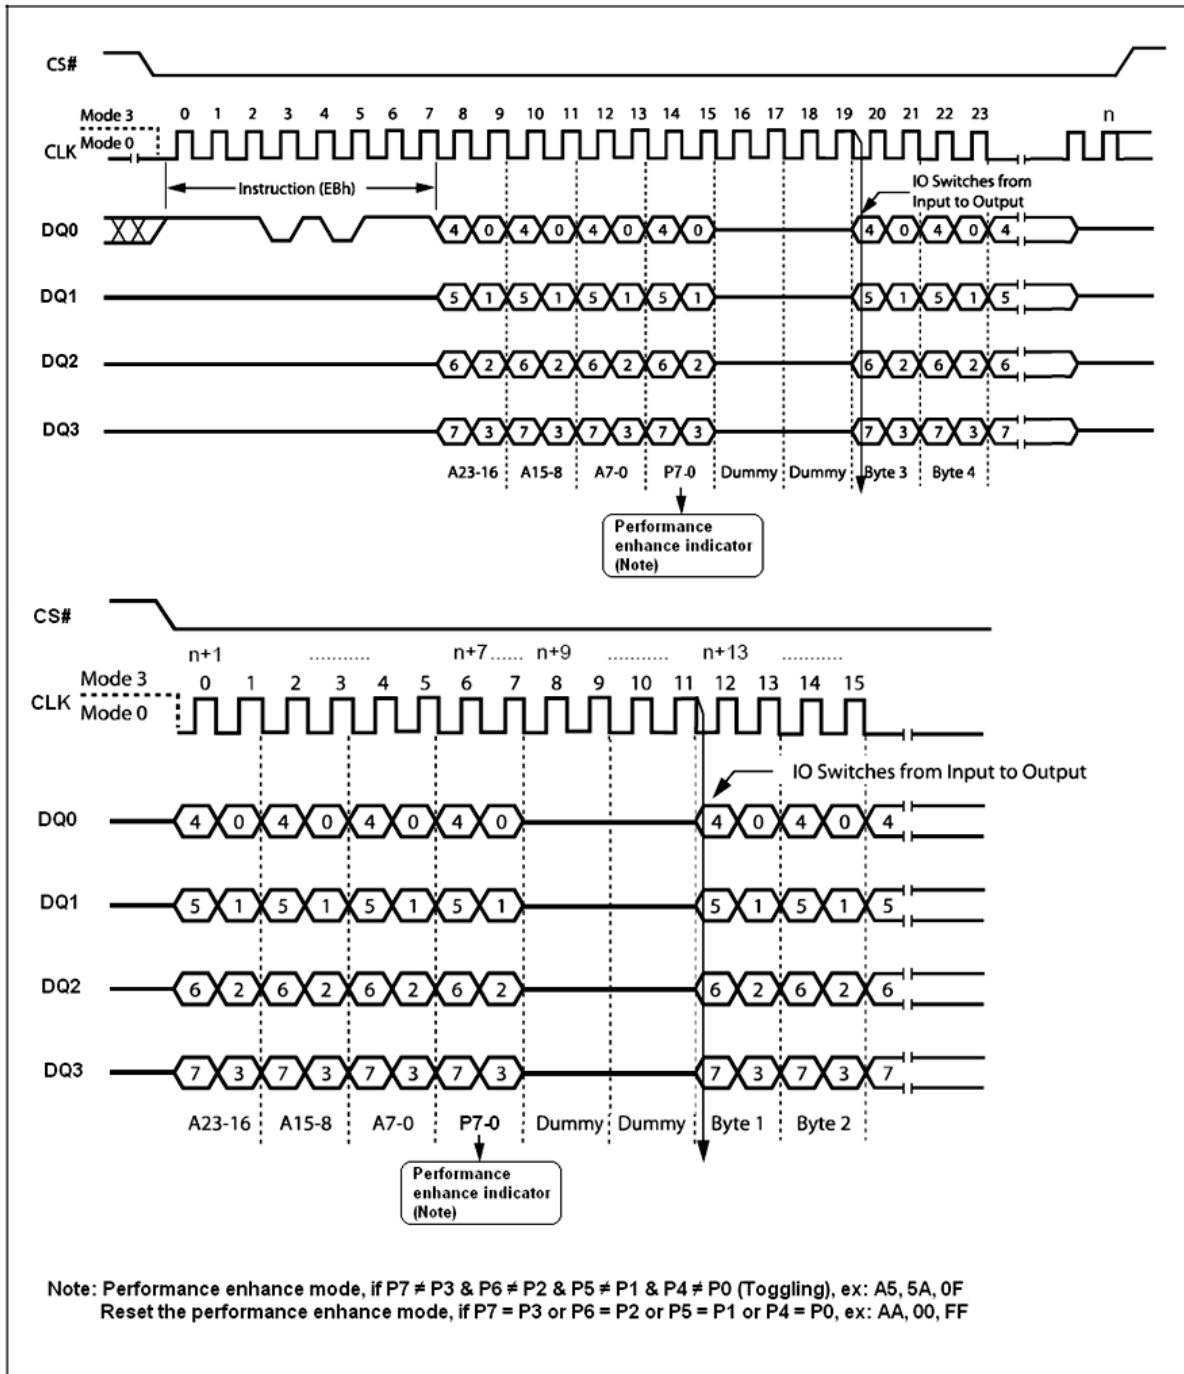 CS#
Mode 3
0 1 2 3 4 5 6 7 8 9 10 11 12 13 14 15 16 17 18 19 20 21 22 23 n
CLK Mode 0
Instruction (EBh)
IO Switches from
Input to Output
DQ0 4 0 4 0 4 0 4 0 4 0 4 0 4
DQ1 5 1 5 1 5 1 5 1 5 1 5 1 5
DQ2 6 2 6 2 6 2 6 2 6 2 6 2 6
DQ3 7 3 7 3 7 3 7 3 7 3 7 3 7
A23-16 A15-8 A7-0 P7-0 Dummy Dummy Byte 3 Byte 4
Performance
enhance indicator
(Note)
CS#
n+1 ........... n+7 ...... n+9 ........... n+13 ...........
Mode 3 0 1 2 3 4 5 6 7 8 9 10 11 12 13 14 15
CLK Mode 0
IO Switches from Input to Output
DQ0 4 0 4 0 4 0 4 0 4 0 4 0 4
DQ1 5 1 5 1 5 1 5 1 5 1 5 1 5
DQ2 6 2 6 2 6 2 6 2 6 2 6 2 6
DQ3 7 3 7 3 7 3 7 3 7 3 7 3 7
A23-16 A15-8 A7-0 P7-0 Dummy Dummy Byte 1 Byte 2
Performance
enhance indicator
(Note)
Note: Performance enhance mode, if P7 ≠ P3 & P6 ≠ P2 & P5 ≠ P1 & P4 ≠ P0 (Toggling), ex: A5, 5A, 0F
Reset the performance enhance mode, if P7 = P3 or P6 = P2 or P5 = P1 or P4 = P0, ex: AA, 00, FF